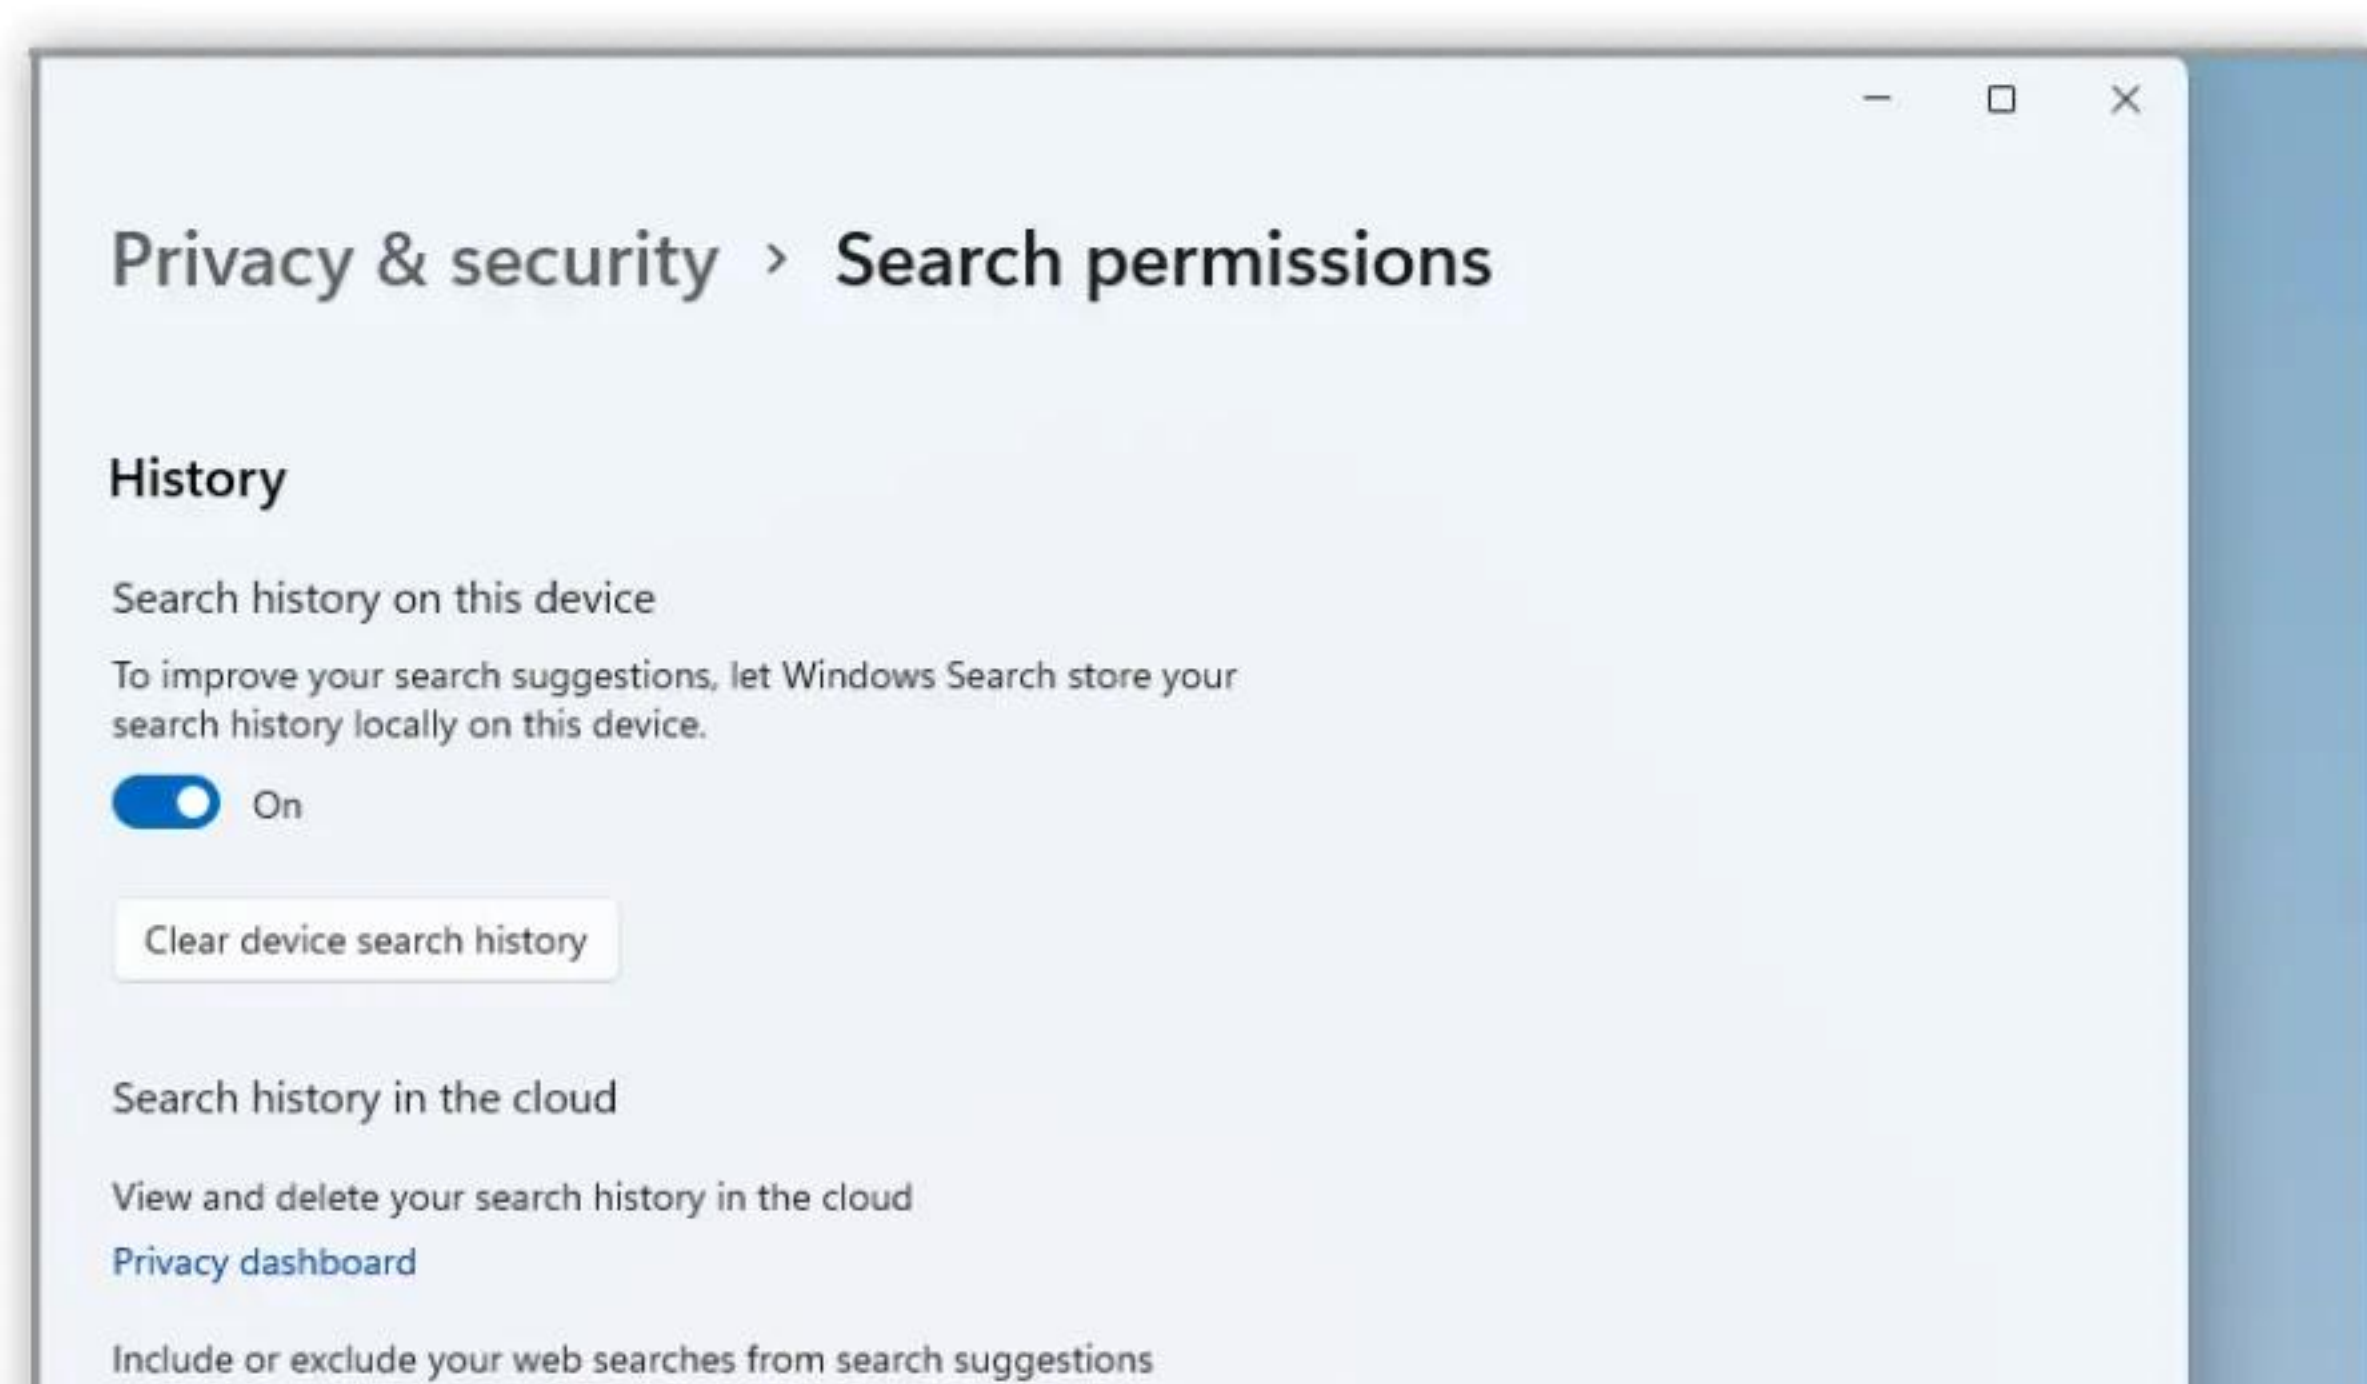 Privacy & security > Search permissions
History
Search history on this device
To improve your search suggestions, let Windows Search store your
search history locally on this device.
On
Clear device search history
Search history in the cloud
View and delete your search history in the cloud
Privacy dashboard
Include or exclude your web searches from search suggestions